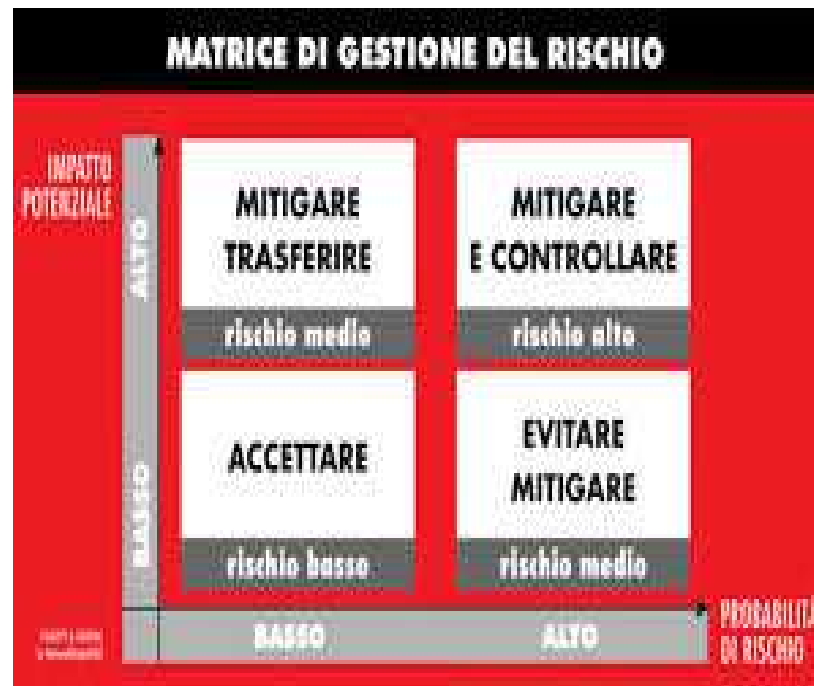 MATRICE DI GESTIONE DEL RISCHIO
IMPATTO
POTENZIALE
ALTO
MITIGARE
TRASFERIRE
rischio medio
MITIGARE
E CONTROLLARE
rischio alto
BASSO
ACCETTARE
rischio basso
EVITARE
MITIGARE
rischio medio
BASSO
ALTO
PROBABILITÀ
DI RISCHIO